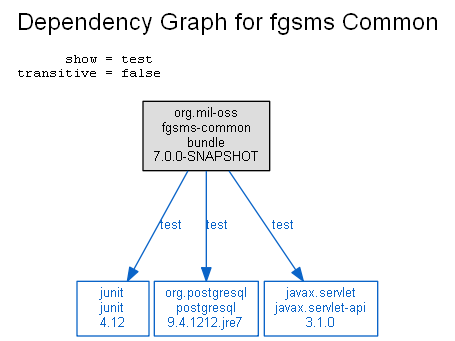 Dependency Graph for fgsms Common
show = test
transitive = false
org.mil-oss
fgsms-common
bundle
7.0.0-SNAPSHOT
test
test
test
junit
junit
4.12
org.postgresql
postgresql
9.4.1212.jre7
javax.servlet
javax.servlet-api
3.1.0